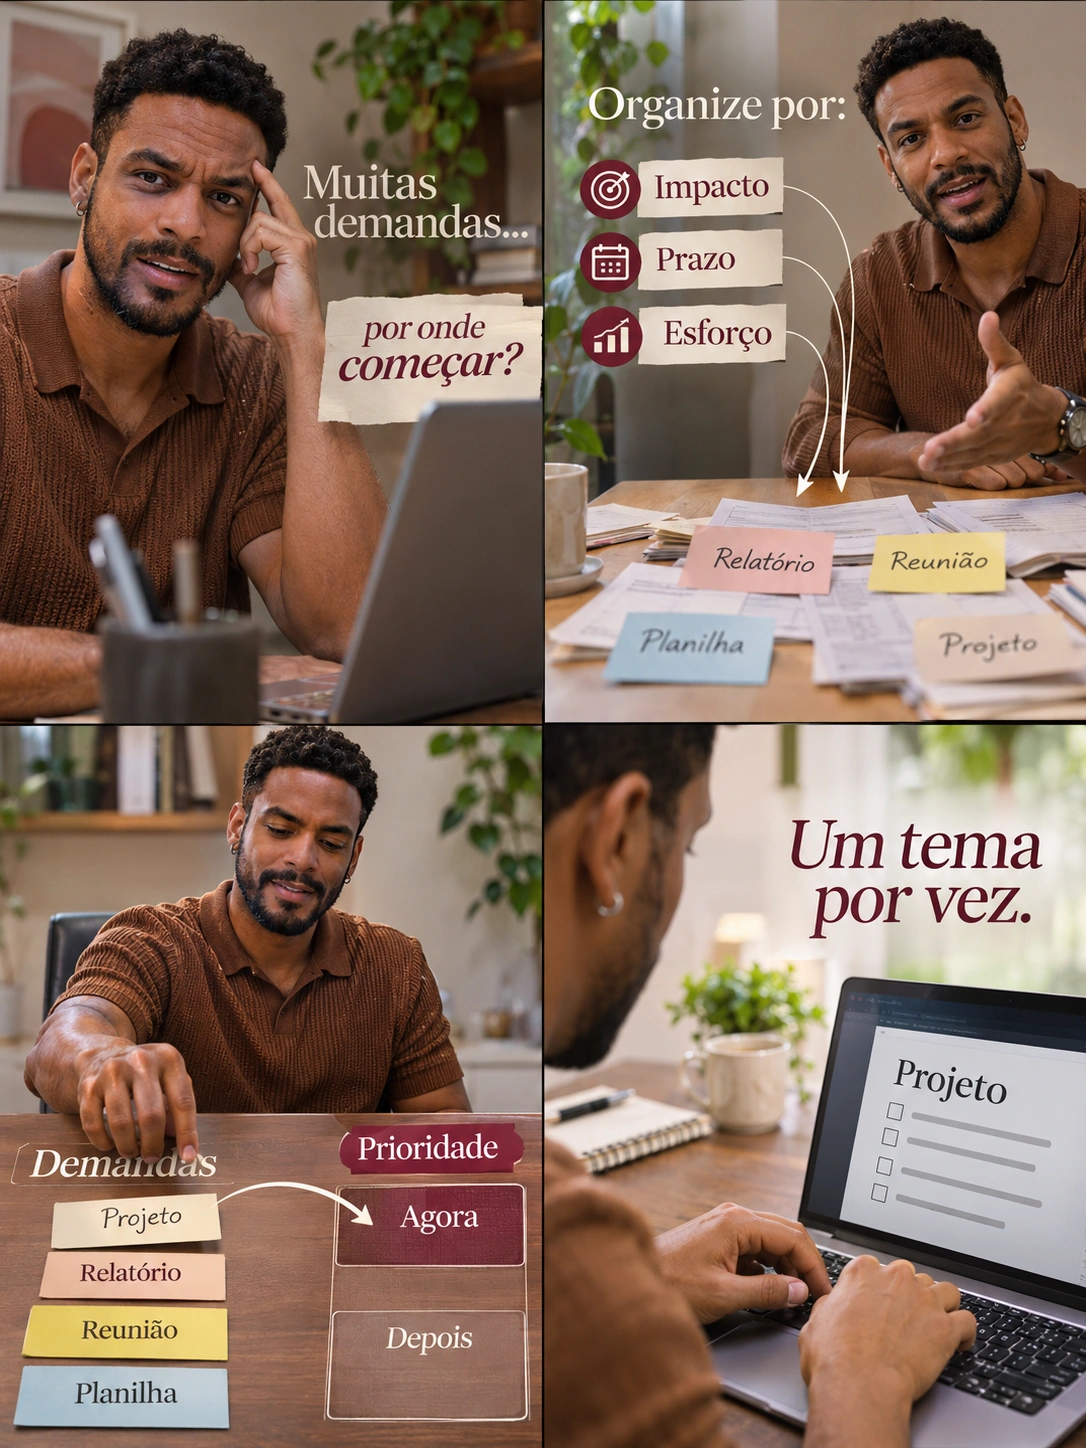 Muitas
demandas...
por onde
começar?
Organize por:
Impacto
Prazo
Esforço
Relatório
Reunião
Planilha
Projeto
Demandas
Prioridade
Projeto
Agora
Relatório
Reunião
Depois
Planilha
Um tema
por vez.
Projeto